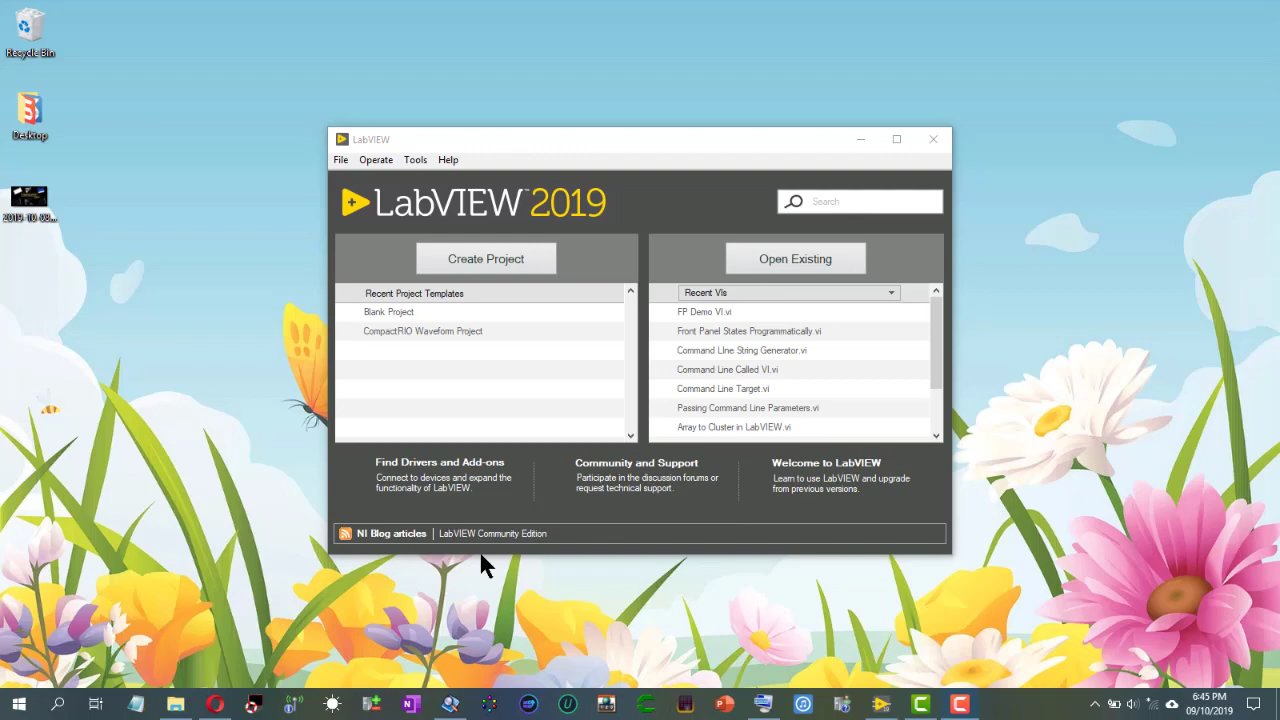 Recycle Bin
Desktop
2019-10-09...
LabVIEW
File Operate Tools Help
LabVIEW™ 2019
Search
Create Project
Open Existing
Recent Project Templates
Blank Project
CompactRIO Waveform Project
Recent VIs
FP Demo VI.vi
Front Panel States Programmatically.vi
Command LIne String Generator.vi
Command Line Called VI.vi
Command Line Target.vi
Passing Command Line Parameters.vi
Array to Cluster in LabVIEW.vi
Find Drivers and Add-ons
Connect to devices and expand the
functionality of LabVIEW.
Community and Support
Participate in the discussion forums or
request technical support.
Welcome to LabVIEW
Learn to use LabVIEW and upgrade
from previous versions.
NI Blog articles | LabVIEW Community Edition
6:45 PM
09/10/2019